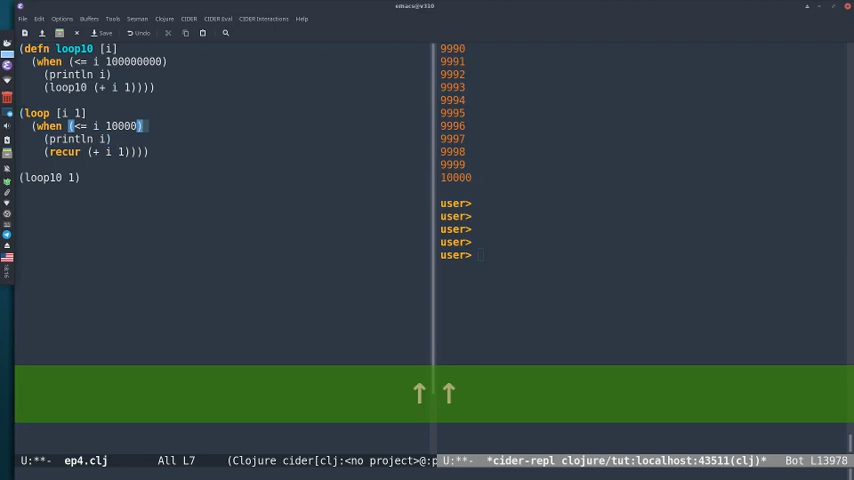 emacs@v310
File Edit Options Buffers Tools Sesman Clojure CIDER CIDER Eval CIDER Interactions Help
Save Undo
(defn loop10 [i]
(when (<= i 100000000)
(println i)
(loop10 (+ i 1))))
(loop [i 1]
(when (<= i 10000)
(println i)
(recur (+ i 1))))
(loop10 1)
9990
9991
9992
9993
9994
9995
9996
9997
9998
9999
10000
user>
user>
user>
user>
user>
↑ ↑
U:**- ep4.clj All L7 (Clojure cider[clj:<no project>@:p
U:**- *cider-repl clojure/tut:localhost:43511(clj)* Bot L13978